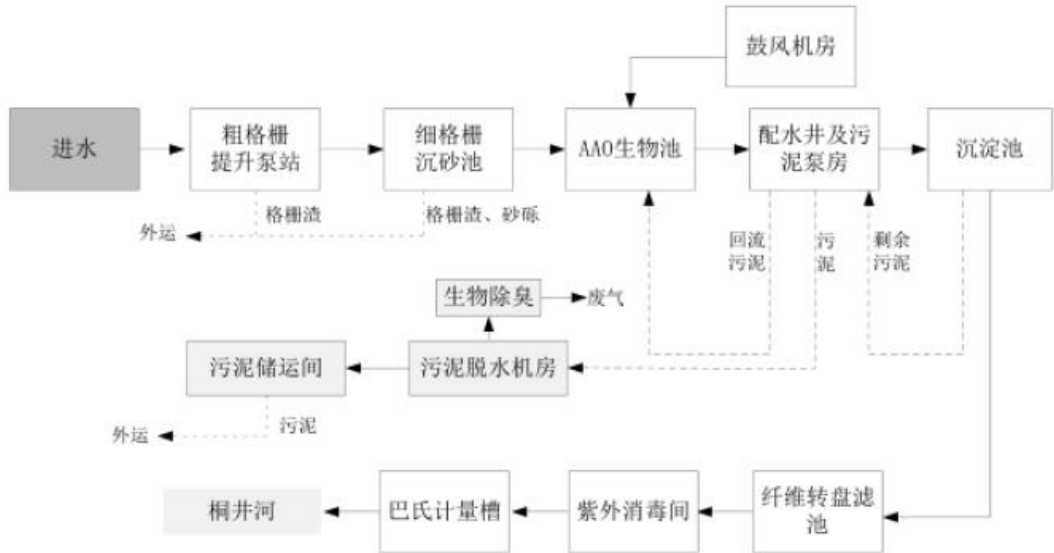 鼓风机房
进水
粗格栅
提升泵站
细格栅
沉砂池
AAO生物池
配水井及污
泥泵房
沉淀池
格栅渣
格栅渣、砂砾
外运
回流
污泥
污
泥
剩余
污泥
生物除臭
废气
污泥储运间
污泥脱水机房
外运
污泥
桐井河
巴氏计量槽
紫外消毒间
纤维转盘滤
池